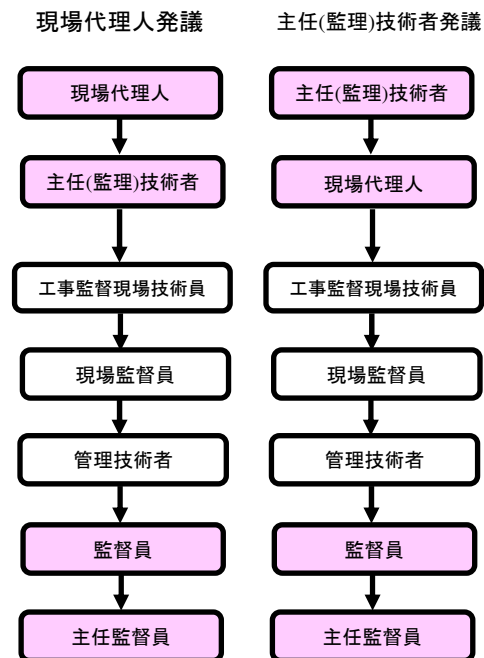 現場代理人発議
現場代理人
主任(監理)技術者
工事監督現場技術員
現場監督員
管理技術者
監督員
主任監督員
主任(監理)技術者発議
主任(監理)技術者
現場代理人
工事監督現場技術員
現場監督員
管理技術者
監督員
主任監督員